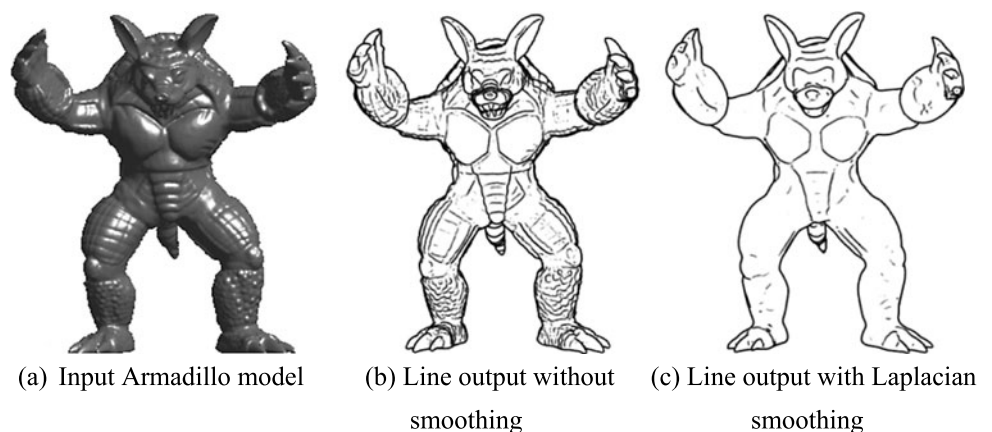 (a) Input Armadillo model
(b) Line output without
smoothing
(c) Line output with Laplacian
smoothing